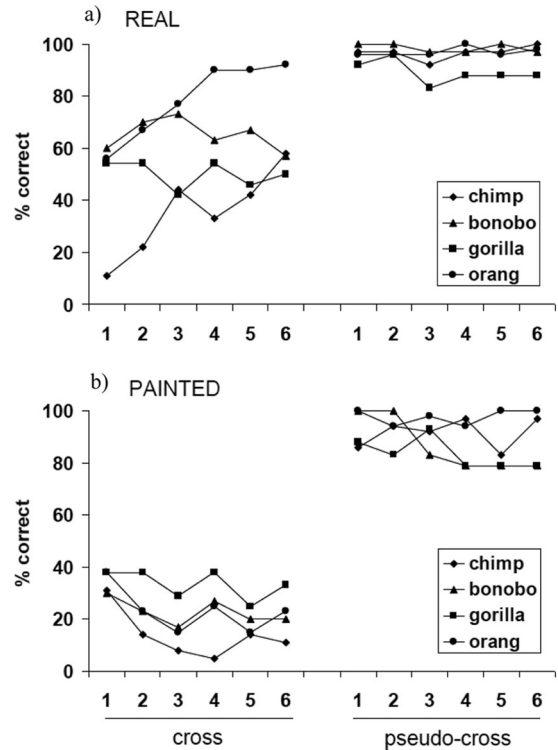 a) REAL
100
80
60
40
20
0
% correct
chimp
bonobo
gorilla
orang
1 2 3 4 5 6 1 2 3 4 5 6
b) PAINTED
100
80
60
40
20
0
% correct
chimp
bonobo
gorilla
orang
1 2 3 4 5 6 1 2 3 4 5 6
cross pseudo-cross